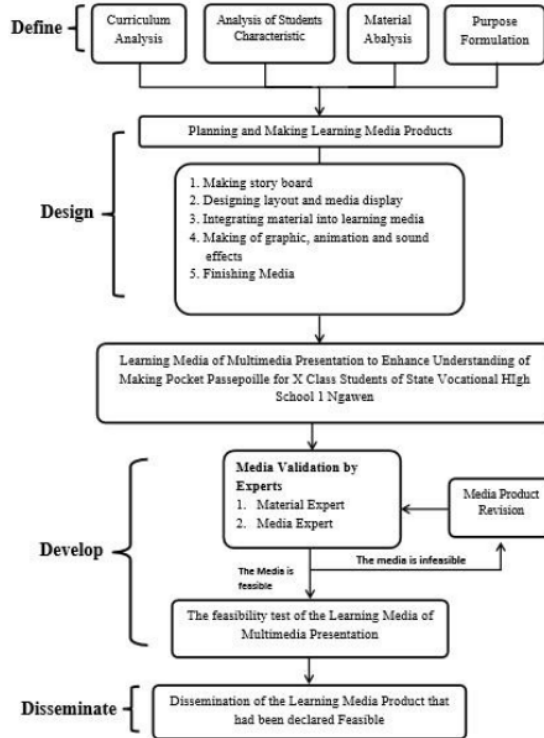 Define
Curriculum
Analysis
Analysis of Students
Characteristic
Material
Abalysis
Purpose
Formulation
Design
Planning and Making Learning Media Products
1. Making story board
2. Designing layout and media display
3. Integrating material into learning media
4. Making of graphic, animation and sound
effects
5. Finishing Media
Learning Media of Multimedia Presentation to Enhance Understanding of
Making Pocket Passepoille for X Class Students of State Vocational HIgh
School 1 Ngawen
Develop
Media Validation by
Experts
1. Material Expert
2. Media Expert
Media Product
Revision
The Media is
feasible
The media is infeasible
The feasibility test of the Learning Media of
Multimedia Presentation
Disseminate
Dissemination of the Learning Media Product that
had been declared Feasible